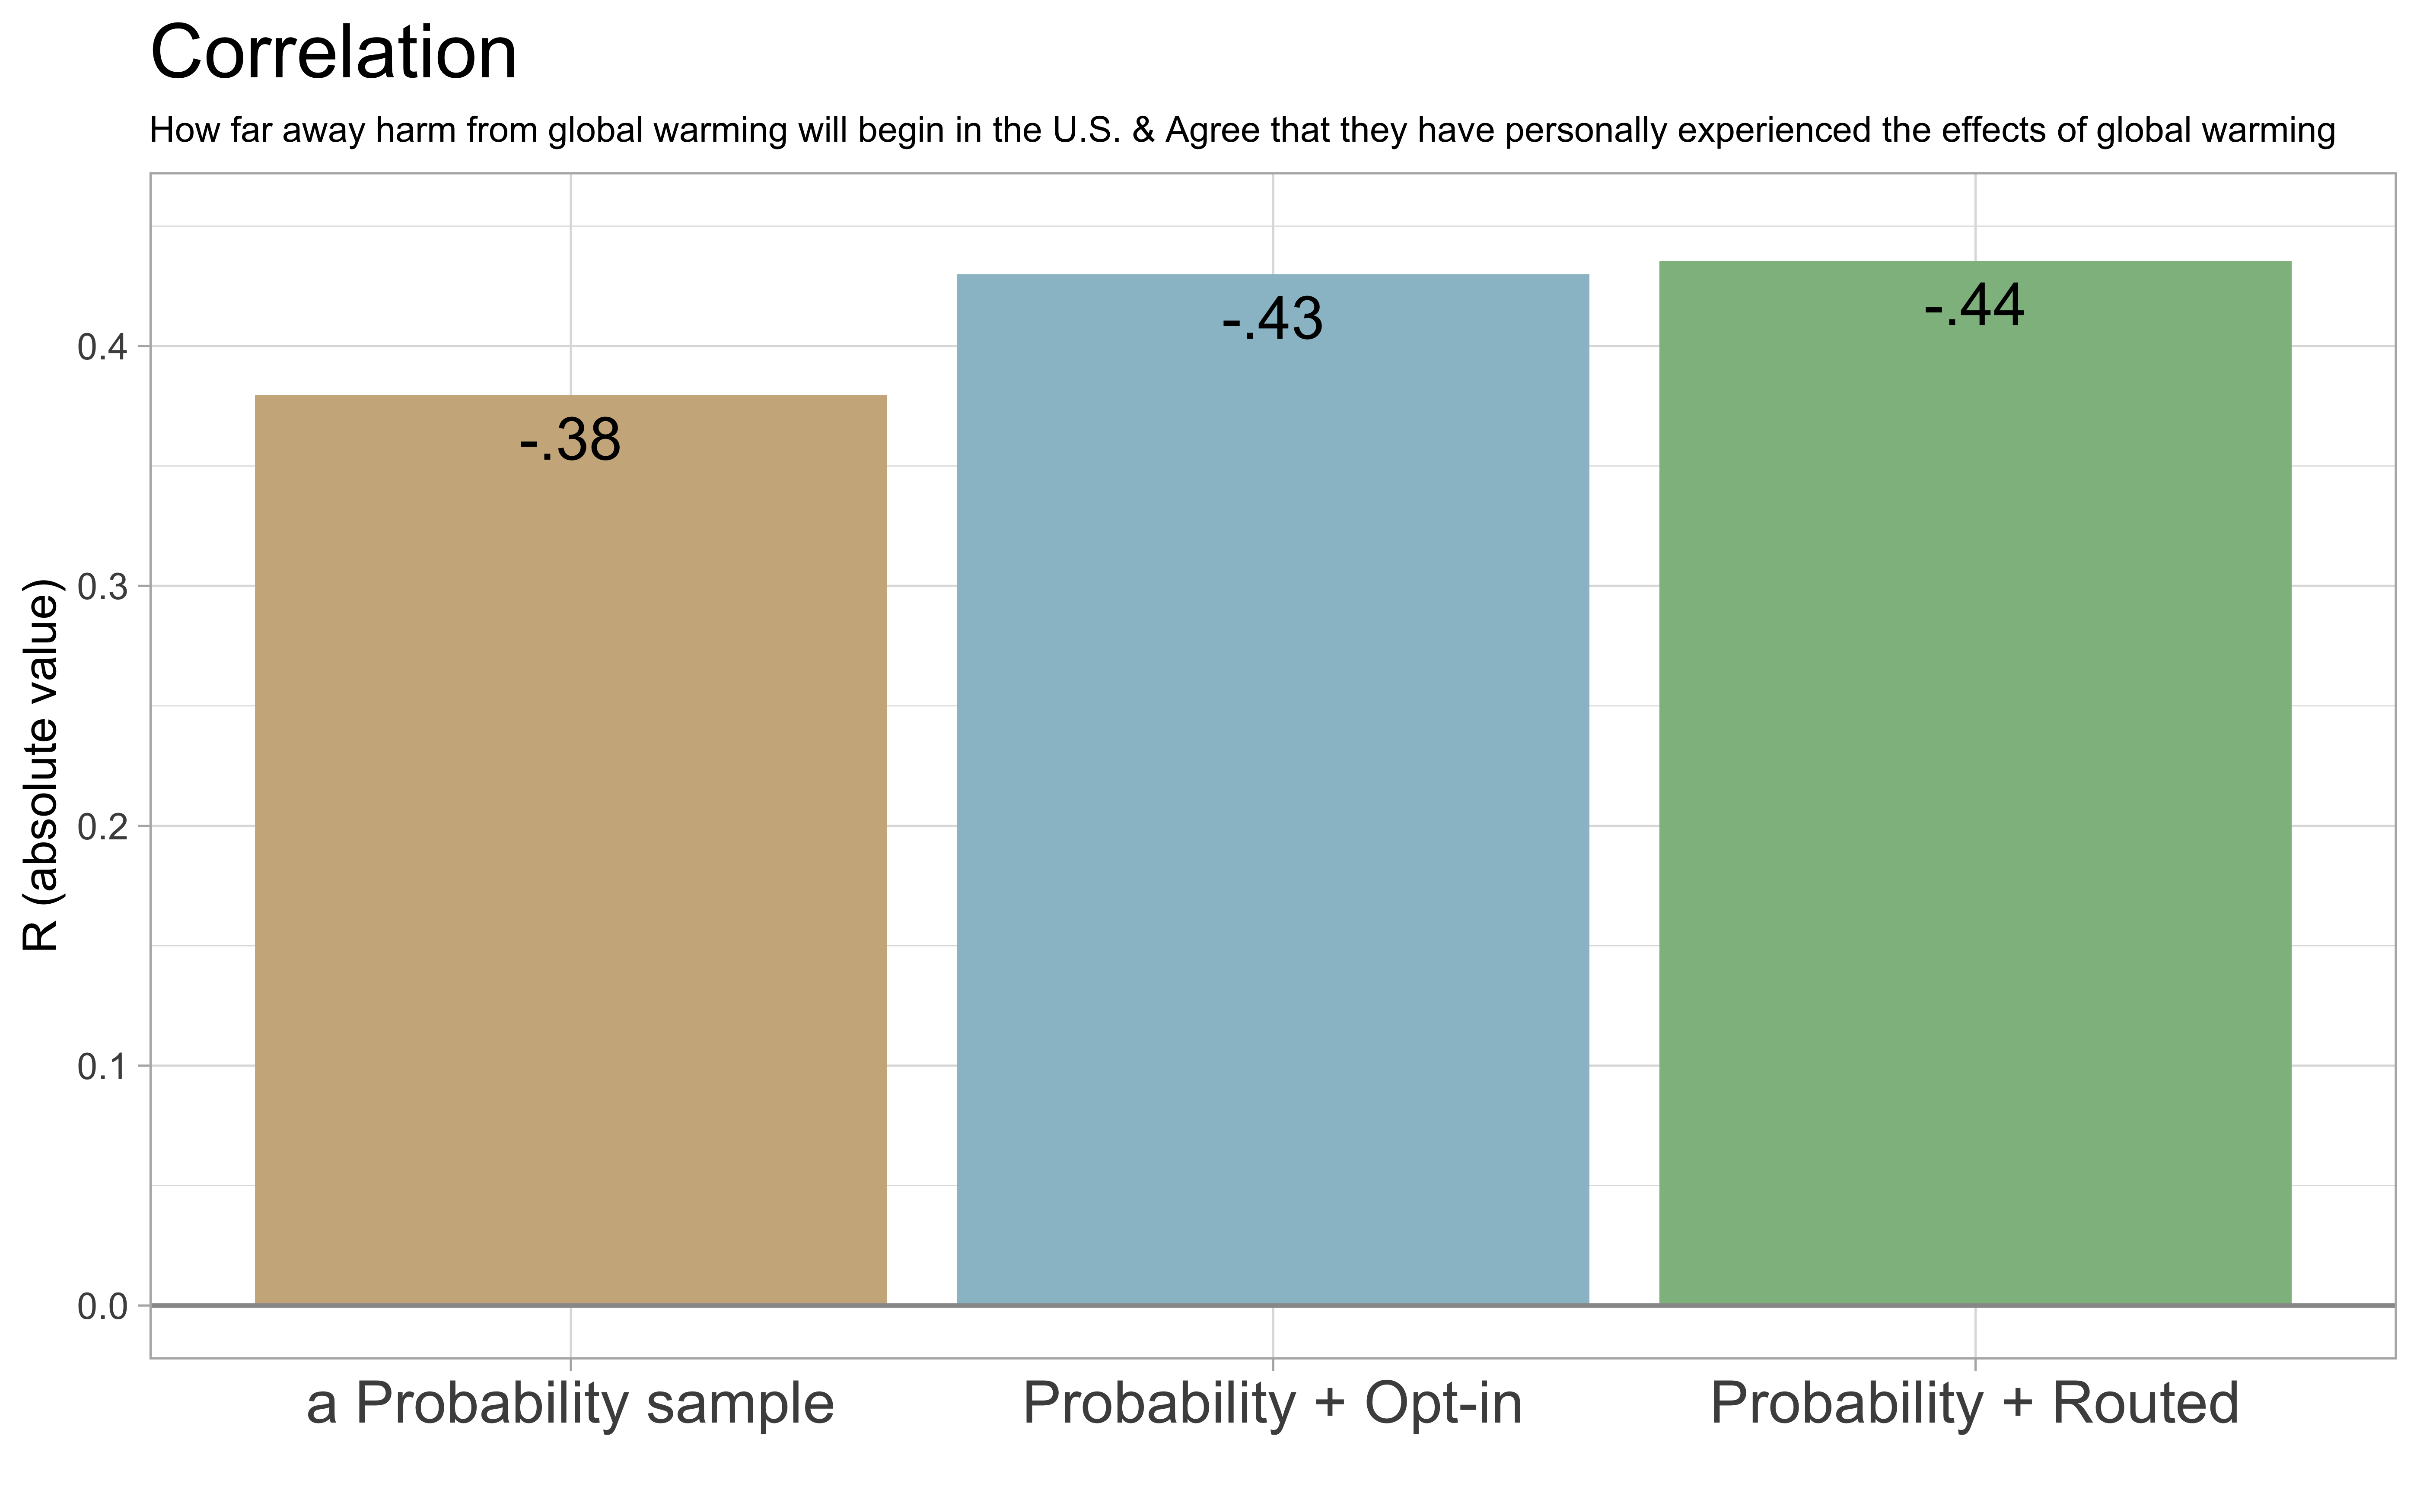 Correlation
How far away harm from global warming will begin in the U.S. & Agree that they have personally experienced the effects of global warming
R (absolute value)
0.4
0.3
0.2
0.1
0.0
-.38
-.43
-.44
a Probability sample
Probability + Opt-in
Probability + Routed